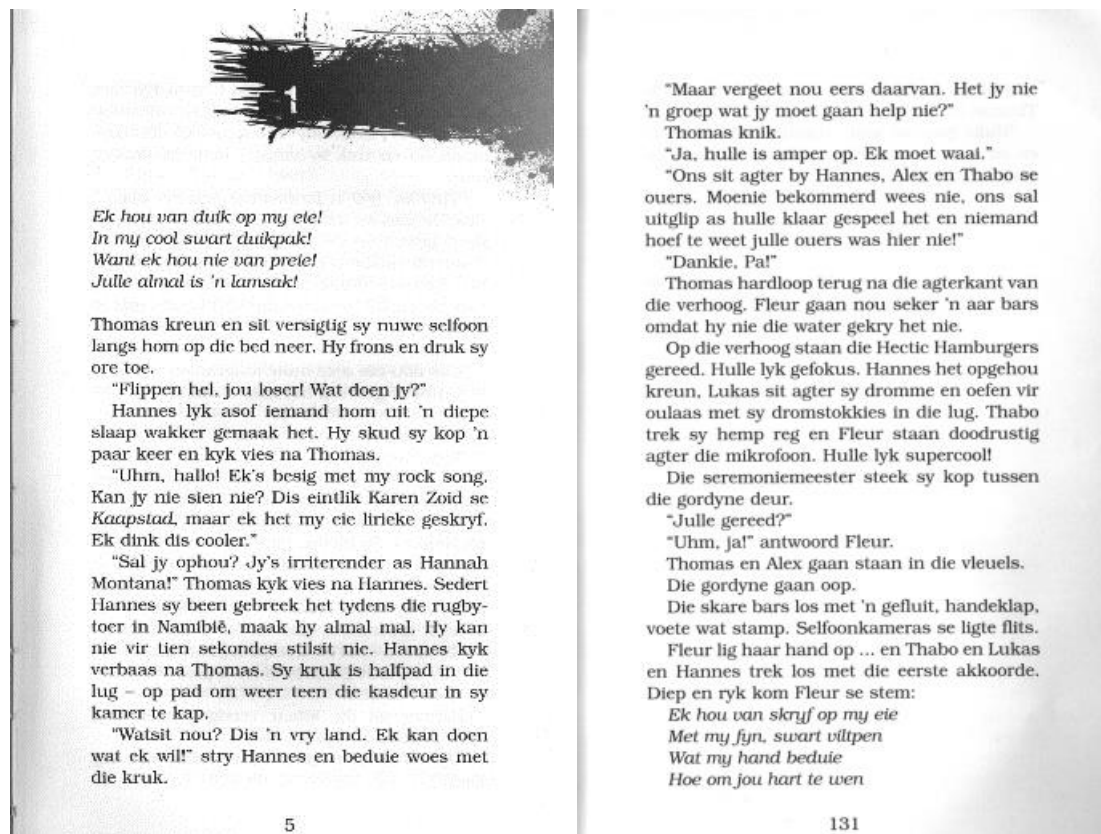 1
Ek hou van duik op my eie!
In my cool swart duikpak!
Want ek hou nie van preie!
Julle almal is 'n lamsak!
Thomas kreun en sit versigtig sy nuwe selfoon
langs hom op die bed neer. Hy frons en druk sy
ore toe.
"Flippen hel, jou loser! Wat doen jy?"
Hannes lyk asof iemand hom uit 'n diepe
slaap wakker gemaak het. Hy skud sy kop 'n
paar keer en kyk vies na Thomas.
"Uhm, hallo! Ek's besig met my rock song.
Kan jy nie sien nie? Dis eintlik Karen Zoid se
Kaapstad, maar ek het my eie lirieke geskryf.
Ek dink dis cooler."
"Sal jy ophou? Jy's irriterender as Hannah
Montana!" Thomas kyk vies na Hannes. Sedert
Hannes sy been gebreek het tydens die rugby-
toer in Namibië, maak hy almal mal. Hy kan
nie vir tien sekondes stilsit nie. Hannes kyk
verbaas na Thomas. Sy kruk is halfpad in die
lug – op pad om weer teen die kasdeur in sy
kamer te kap.
"Watsit nou? Dis 'n vry land. Ek kan doen
wat ek wil!" stry Hannes en beduie woes met
die kruk.
5
"Maar vergeet nou eers daarvan. Het jy nie
'n groep wat jy moet gaan help nie?"
Thomas knik.
"Ja, hulle is amper op. Ek moet waai."
"Ons sit agter by Hannes, Alex en Thabo se
ouers. Moenie bekommerd wees nie, ons sal
uitglip as hulle klaar gespeel het en niemand
hoef te weet julle ouers was hier nie!"
"Dankie, Pa!"
Thomas hardloop terug na die agterkant van
die verhoog. Fleur gaan nou seker 'n aar bars
omdat hy nie die water gekry het nie.
Op die verhoog staan die Hectic Hamburgers
gereed. Hulle lyk gefokus. Hannes het opgehou
kreun, Lukas sit agter sy dromme en oefen vir
oulaas met sy dromstokkies in die lug. Thabo
trek sy hemp reg en Fleur staan doodrustig
agter die mikrofoon. Hulle lyk supercool!
Die seremoniemeester steek sy kop tussen
die gordyne deur.
"Julle gereed?"
"Uhm, ja!" antwoord Fleur.
Thomas en Alex gaan staan in die vleuels.
Die gordyne gaan oop.
Die skare bars los met 'n gefluit, handeklap,
voete wat stamp. Selfoonkameras se ligte flits.
Fleur lig haar hand op ... en Thabo en Lukas
en Hannes trek los met die eerste akkoorde.
Diep en ryk kom Fleur se stem:
Ek hou van skryf op my eie
Met my fyn, swart viltpen
Wat my hand beduie
Hoe om jou hart te wen
131